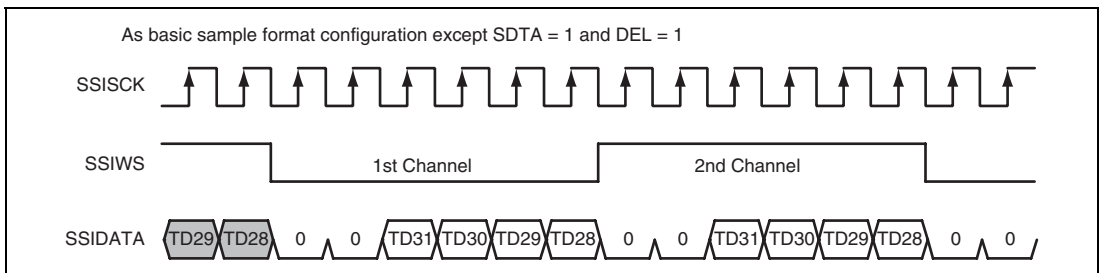 As basic sample format configuration except SDTA = 1 and DEL = 1
SSISCK
SSIWS 1st Channel 2nd Channel
SSIDATA TD29 TD28 0 0 TD31 TD30 TD29 TD28 0 0 TD31 TD30 TD29 TD28 0 0